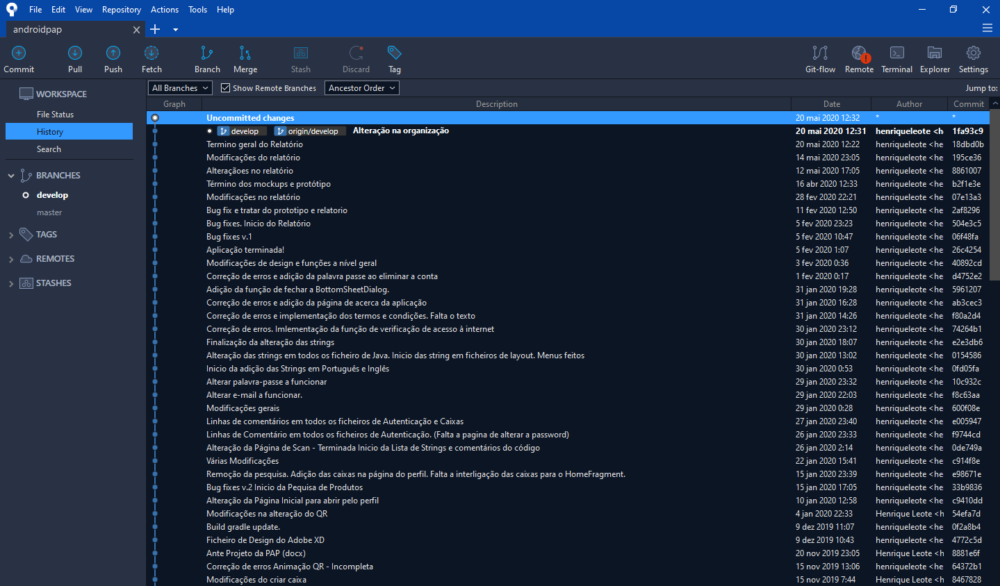 File Edit View Repository Actions Tools Help
androidpap
Commit Pull Push Fetch Branch Merge Stash Discard Tag Git-flow Remote Terminal Explorer Settings
WORKSPACE
File Status
History
Search
BRANCHES
develop
master
TAGS
REMOTES
STASHES
All Branches Show Remote Branches Ancestor Order Jump to:
Graph Description Date Author Commit
Uncommitted changes 20 mai 2020 12:32 * *
develop origin/develop Alteração na organização 20 mai 2020 12:31 henriqueleote <he 1fa93c9
Termino geral do Relatório 20 mai 2020 12:22 henriqueleote <he 18dbd0b
Modificações do relatório 14 mai 2020 23:05 henriqueleote <he 195ce36
Alteraçãoes no relatório 12 mai 2020 17:05 henriqueleote <he 8861007
Término dos mockups e protótipo 16 abr 2020 12:33 henriqueleote <he b2f1e3e
Modificações no relatório 28 fev 2020 22:21 henriqueleote <he 07e13a3
Bug fix e tratar do prototipo e relatorio 11 fev 2020 12:50 henriqueleote <he 2af8296
Bug fixes. Inicio do Relatório 5 fev 2020 23:23 henriqueleote <he 504e3c5
Bug fixes v.1 5 fev 2020 10:47 henriqueleote <he 06f48fa
Aplicação terminada! 5 fev 2020 1:07 henriqueleote <he 26c4254
Modificações de design e funções a nível geral 3 fev 2020 0:36 henriqueleote <he 40892cd
Correção de erros e adição da palavra passe ao eliminar a conta 1 fev 2020 0:17 henriqueleote <he d4752e2
Adição da função de fechar a BottomSheetDialog. 31 jan 2020 19:28 henriqueleote <he 5961207
Correção de erros e adição da página de acerca da aplicação 31 jan 2020 16:28 henriqueleote <he ab3cec3
Correção de erros e implementação dos termos e condições. Falta o texto 31 jan 2020 14:26 henriqueleote <he f80a2d4
Correção de erros. Imlementação da função de verificação de acesso à internet 30 jan 2020 23:12 henriqueleote <he 74264b1
Finalização da alteração das strings 30 jan 2020 18:07 henriqueleote <he e2e3db6
Alteração das strings em todos os ficheiro de Java. Inicio das string em ficheiros de layout. Menus feitos 30 jan 2020 13:02 henriqueleote <he 0154586
Inicio da adição das Strings em Português e Inglês 30 jan 2020 0:53 henriqueleote <he 0fd05fa
Alterar palavra-passe a funcionar 29 jan 2020 23:32 henriqueleote <he 10c932c
Alterar e-mail a funcionar. 29 jan 2020 22:03 henriqueleote <he f8c63aa
Modificações gerais 29 jan 2020 0:28 henriqueleote <he 600f08e
Linhas de comentários em todos os ficheiros de Autenticação e Caixas 27 jan 2020 23:40 henriqueleote <he e005947
Linhas de Comentário em todos os ficheiros de Autenticação. (Falta a pagina de alterar a password) 26 jan 2020 23:33 henriqueleote <he f9744cd
Alteração da Página de Scan - Terminada Inicio da Lista de Strings e comentários do código 26 jan 2020 2:14 henriqueleote <he 0de749a
Várias Modificações 22 jan 2020 15:41 henriqueleote <he c914f8e
Remoção da pesquisa. Adição das caixas na página do perfil. Falta a interligação das caixas para o HomeFragment. 15 jan 2020 23:39 henriqueleote <he e98671e
Bug fixes v.2 Inicio da Pequisa de Produtos 15 jan 2020 17:05 henriqueleote <he 33b9836
Alteração da Página Inicial para abrir pelo perfil 10 jan 2020 12:58 henriqueleote <he c9410dd
Modificações na alteração do QR 4 jan 2020 22:33 Henrique Leote <h 54efa7d
Build gradle update. 9 dez 2019 11:07 henriqueleote <he 0f2a8b4
Ficheiro de Design do Adobe XD 9 dez 2019 10:43 henriqueleote <he 4772c5d
Ante Projeto da PAP (docx) 20 nov 2019 23:05 Henrique Leote <h 8881e6f
Correção de erros Animação QR - Incompleta 15 nov 2019 13:06 henriqueleote <he 64372b1
Modificações do criar caixa 15 nov 2019 7:44 Henrique Leote <h 8467828